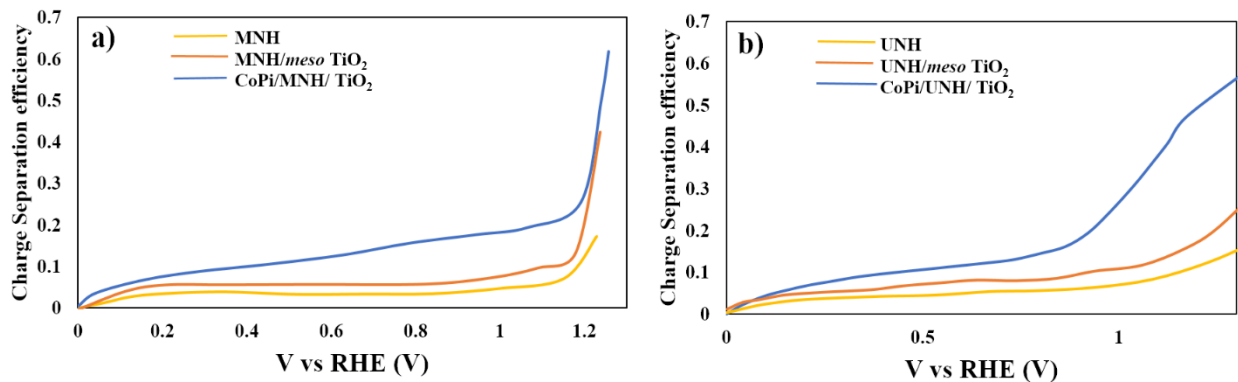 a)
MNH
MNH/meso TiO₂
CoPi/MNH/ TiO₂
Charge Separation efficiency
0.7
0.6
0.5
0.4
0.3
0.2
0.1
0
0 0.2 0.4 0.6 0.8 1 1.2
V vs RHE (V)
b)
UNH
UNH/meso TiO₂
CoPi/UNH/ TiO₂
Charge Separation efficiency
0.7
0.6
0.5
0.4
0.3
0.2
0.1
0
0 0.5 1
V vs RHE (V)